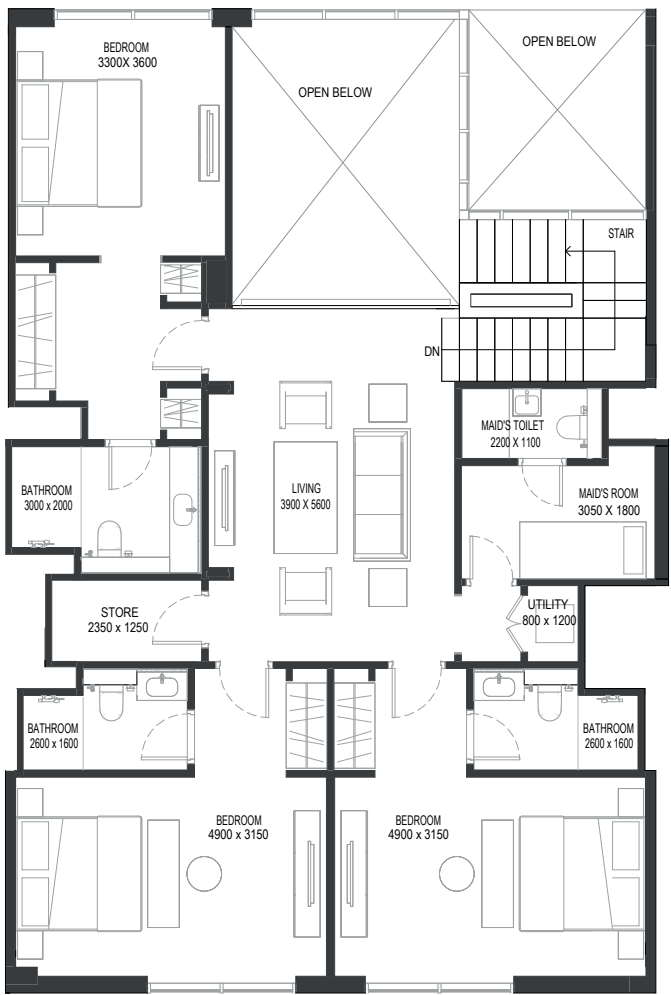 BEDROOM
3300X 3600
OPEN BELOW
OPEN BELOW
STAIR
DN
MAID'S TOILET
2200 X 1100
BATHROOM
3000 x 2000
LIVING
3900 X 5600
MAID'S ROOM
3050 X 1800
STORE
2350 x 1250
UTILITY
800 x 1200
BATHROOM
2600 x 1600
BATHROOM
2600 x 1600
BEDROOM
4900 x 3150
BEDROOM
4900 x 3150